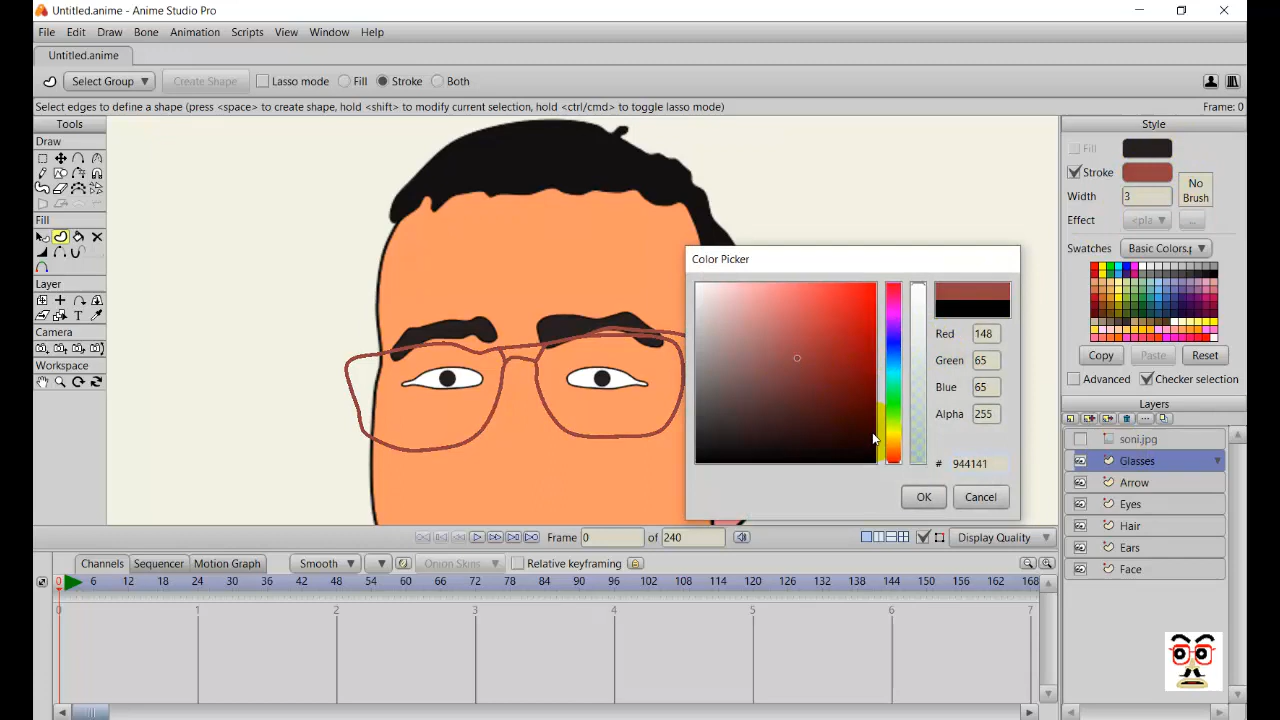 Untitled.anime - Anime Studio Pro
File Edit Draw Bone Animation Scripts View Window Help
Untitled.anime
Select Group Create Shape Lasso mode Fill Stroke Both
Select edges to define a shape (press <space> to create shape, hold <shift> to modify current selection, hold <ctrl/cmd> to toggle lasso mode) Frame: 0
Tools
Draw
Fill
Layer
Camera
Workspace
Style
Fill
Stroke
Width 3
No Brush
Effect <pla ...
Swatches Basic Colors.p
Copy Paste Reset
Advanced Checker selection
Layers
soni.jpg
Glasses
Arrow
Eyes
Hair
Ears
Face
Color Picker
Red 148
Green 65
Blue 65
Alpha 255
# 944141
OK Cancel
Frame 0 of 240 Display Quality
Channels Sequencer Motion Graph Smooth Onion Skins Relative keyframing
0 6 12 18 24 30 36 42 48 54 60 66 72 78 84 90 96 102 108 114 120 126 132 138 144 150 156 162 168
0 1 2 3 4 5 6 7